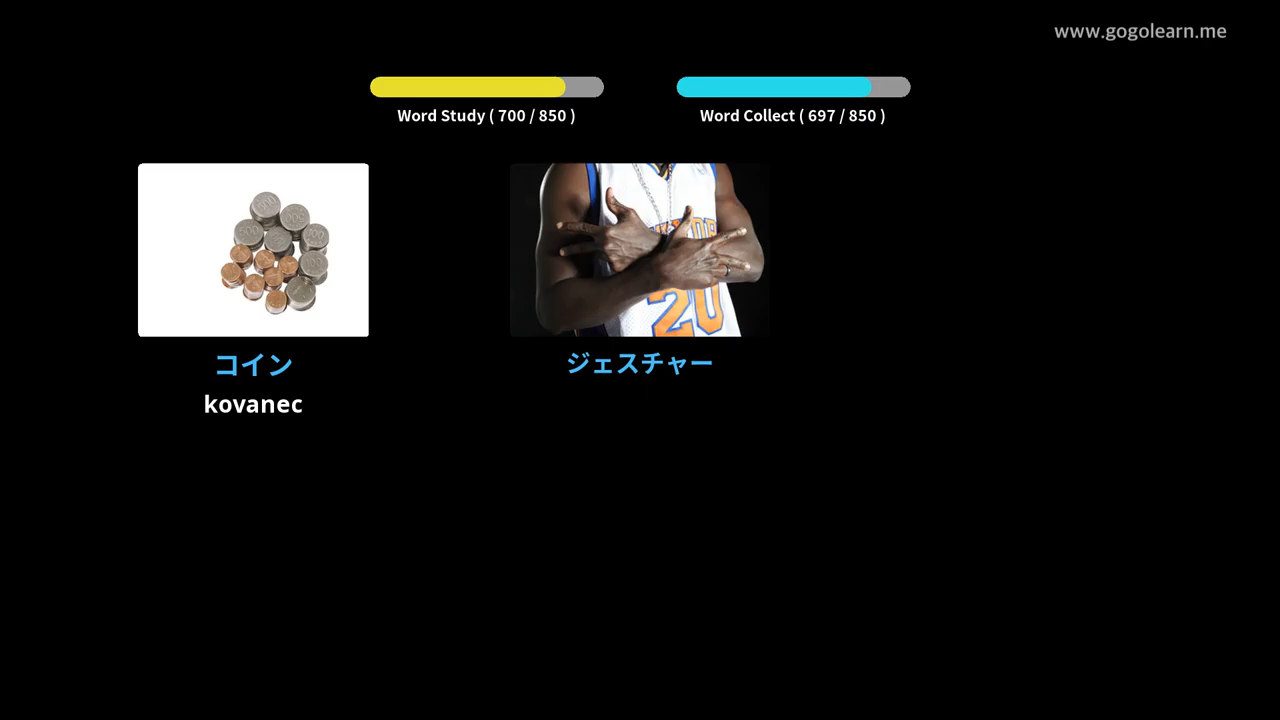 www.gogolearn.me
Word Study ( 700 / 850 )
Word Collect ( 697 / 850 )
20
コイン
ジェスチャー
kovanec